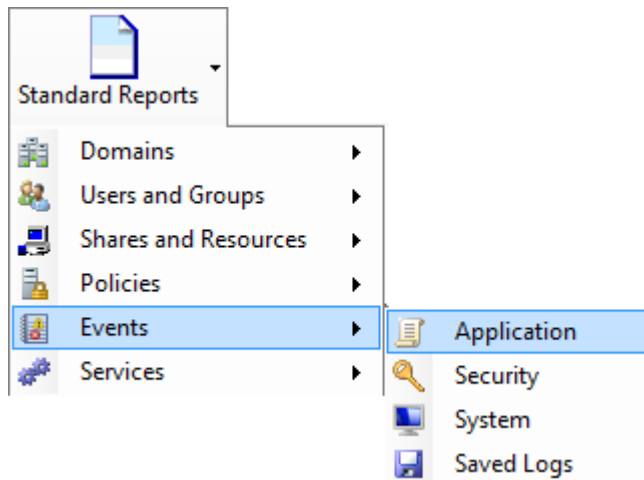 Standard Reports
Domains
Users and Groups
Shares and Resources
Policies
Events
Services
Application
Security
System
Saved Logs